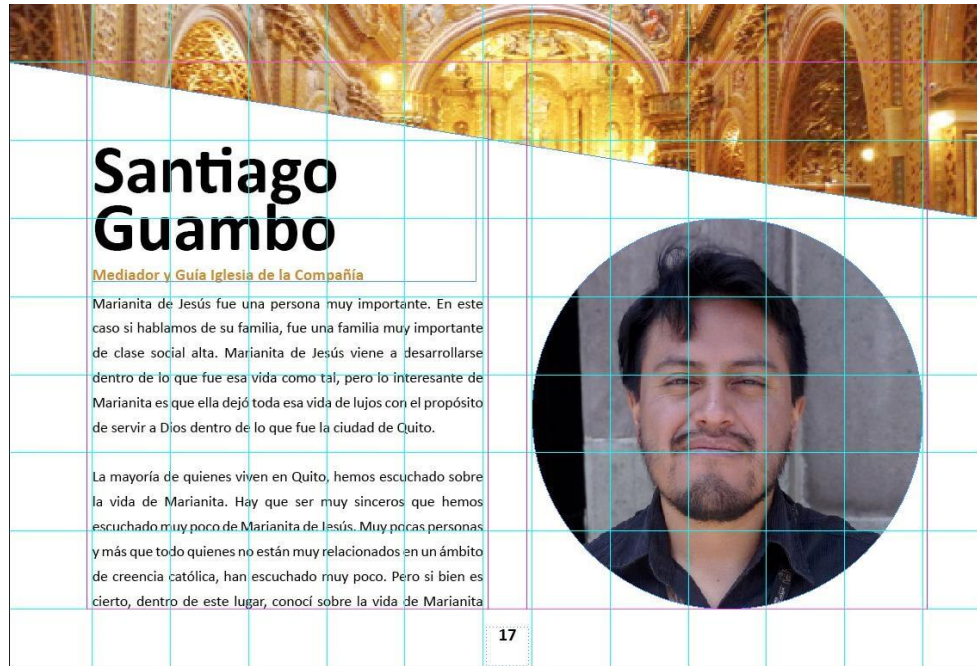 Santiago
Guambo
Mediador y Guía Iglesia de la Compañía
Marianita de Jesús fue una persona muy importante. En este
caso si hablamos de su familia, fue una familia muy importante
de clase social alta. Marianita de Jesús viene a desarrollarse
dentro de lo que fue esa vida como tal, pero lo interesante de
Marianita es que ella dejó toda esa vida de lujos con el propósito
de servir a Dios dentro de lo que fue la ciudad de Quito.
La mayoría de quienes viven en Quito, hemos escuchado sobre
la vida de Marianita. Hay que ser muy sinceros que hemos
escuchado muy poco de Marianita de Jesús. Muy pocas personas
y más que todo quienes no están muy relacionados en un ámbito
de creencia católica, han escuchado muy poco. Pero si bien es
cierto, dentro de este lugar, conocí sobre la vida de Marianita
17